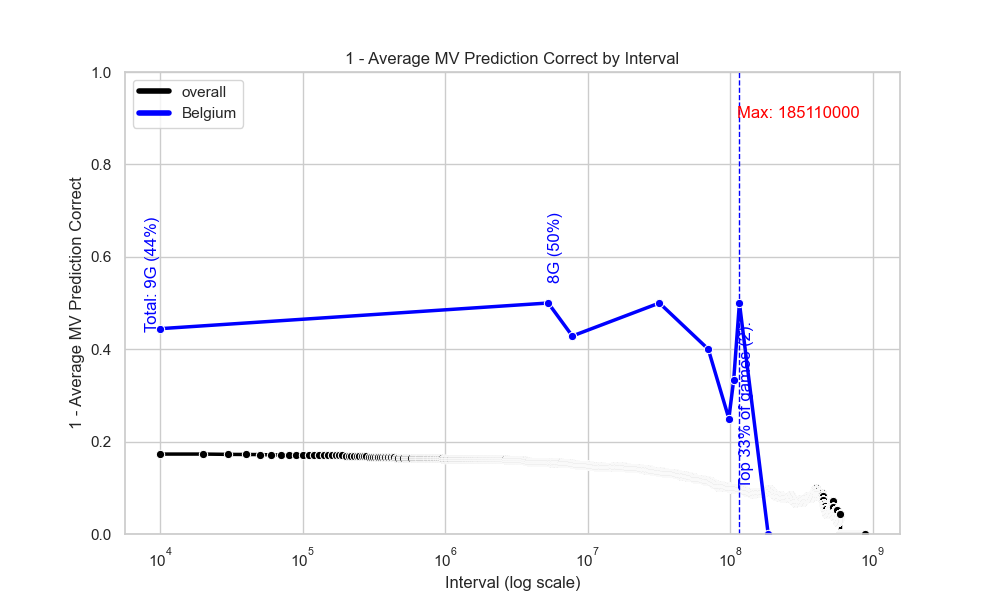 1 - Average MV Prediction Correct by Interval
1.0
0.8
0.6
0.4
0.2
0.0
1 - Average MV Prediction Correct
overall
Belgium
Max: 185110000
Total: 9G (44%)
8G (50%)
Top 33% of games (2).
10^4
10^5
10^6
10^7
10^8
10^9
Interval (log scale)